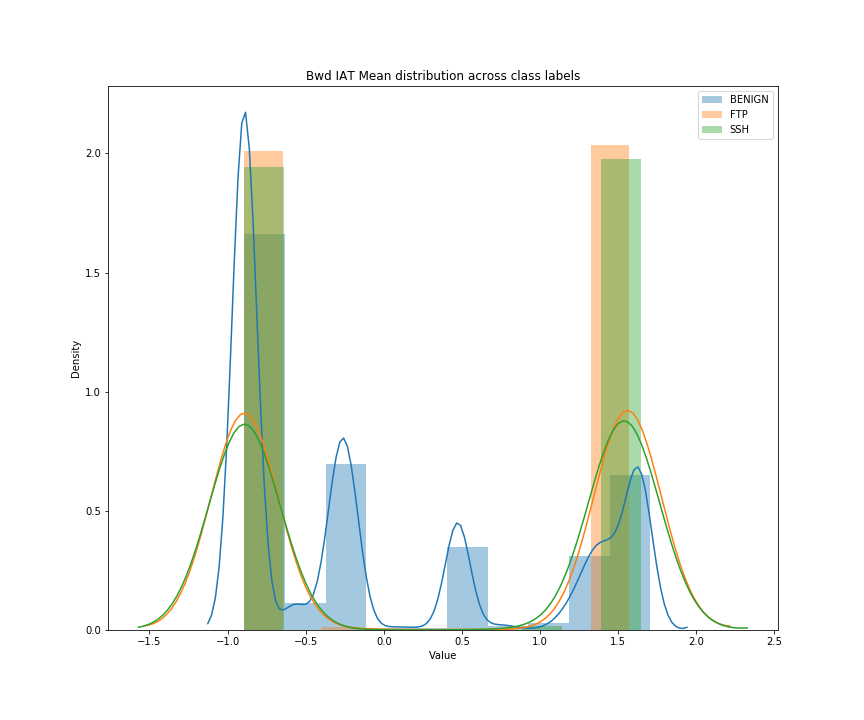 Bwd IAT Mean distribution across class labels
BENIGN
FTP
SSH
2.0
1.5
1.0
0.5
0.0
Density
−1.5 −1.0 −0.5 0.0 0.5 1.0 1.5 2.0 2.5
Value